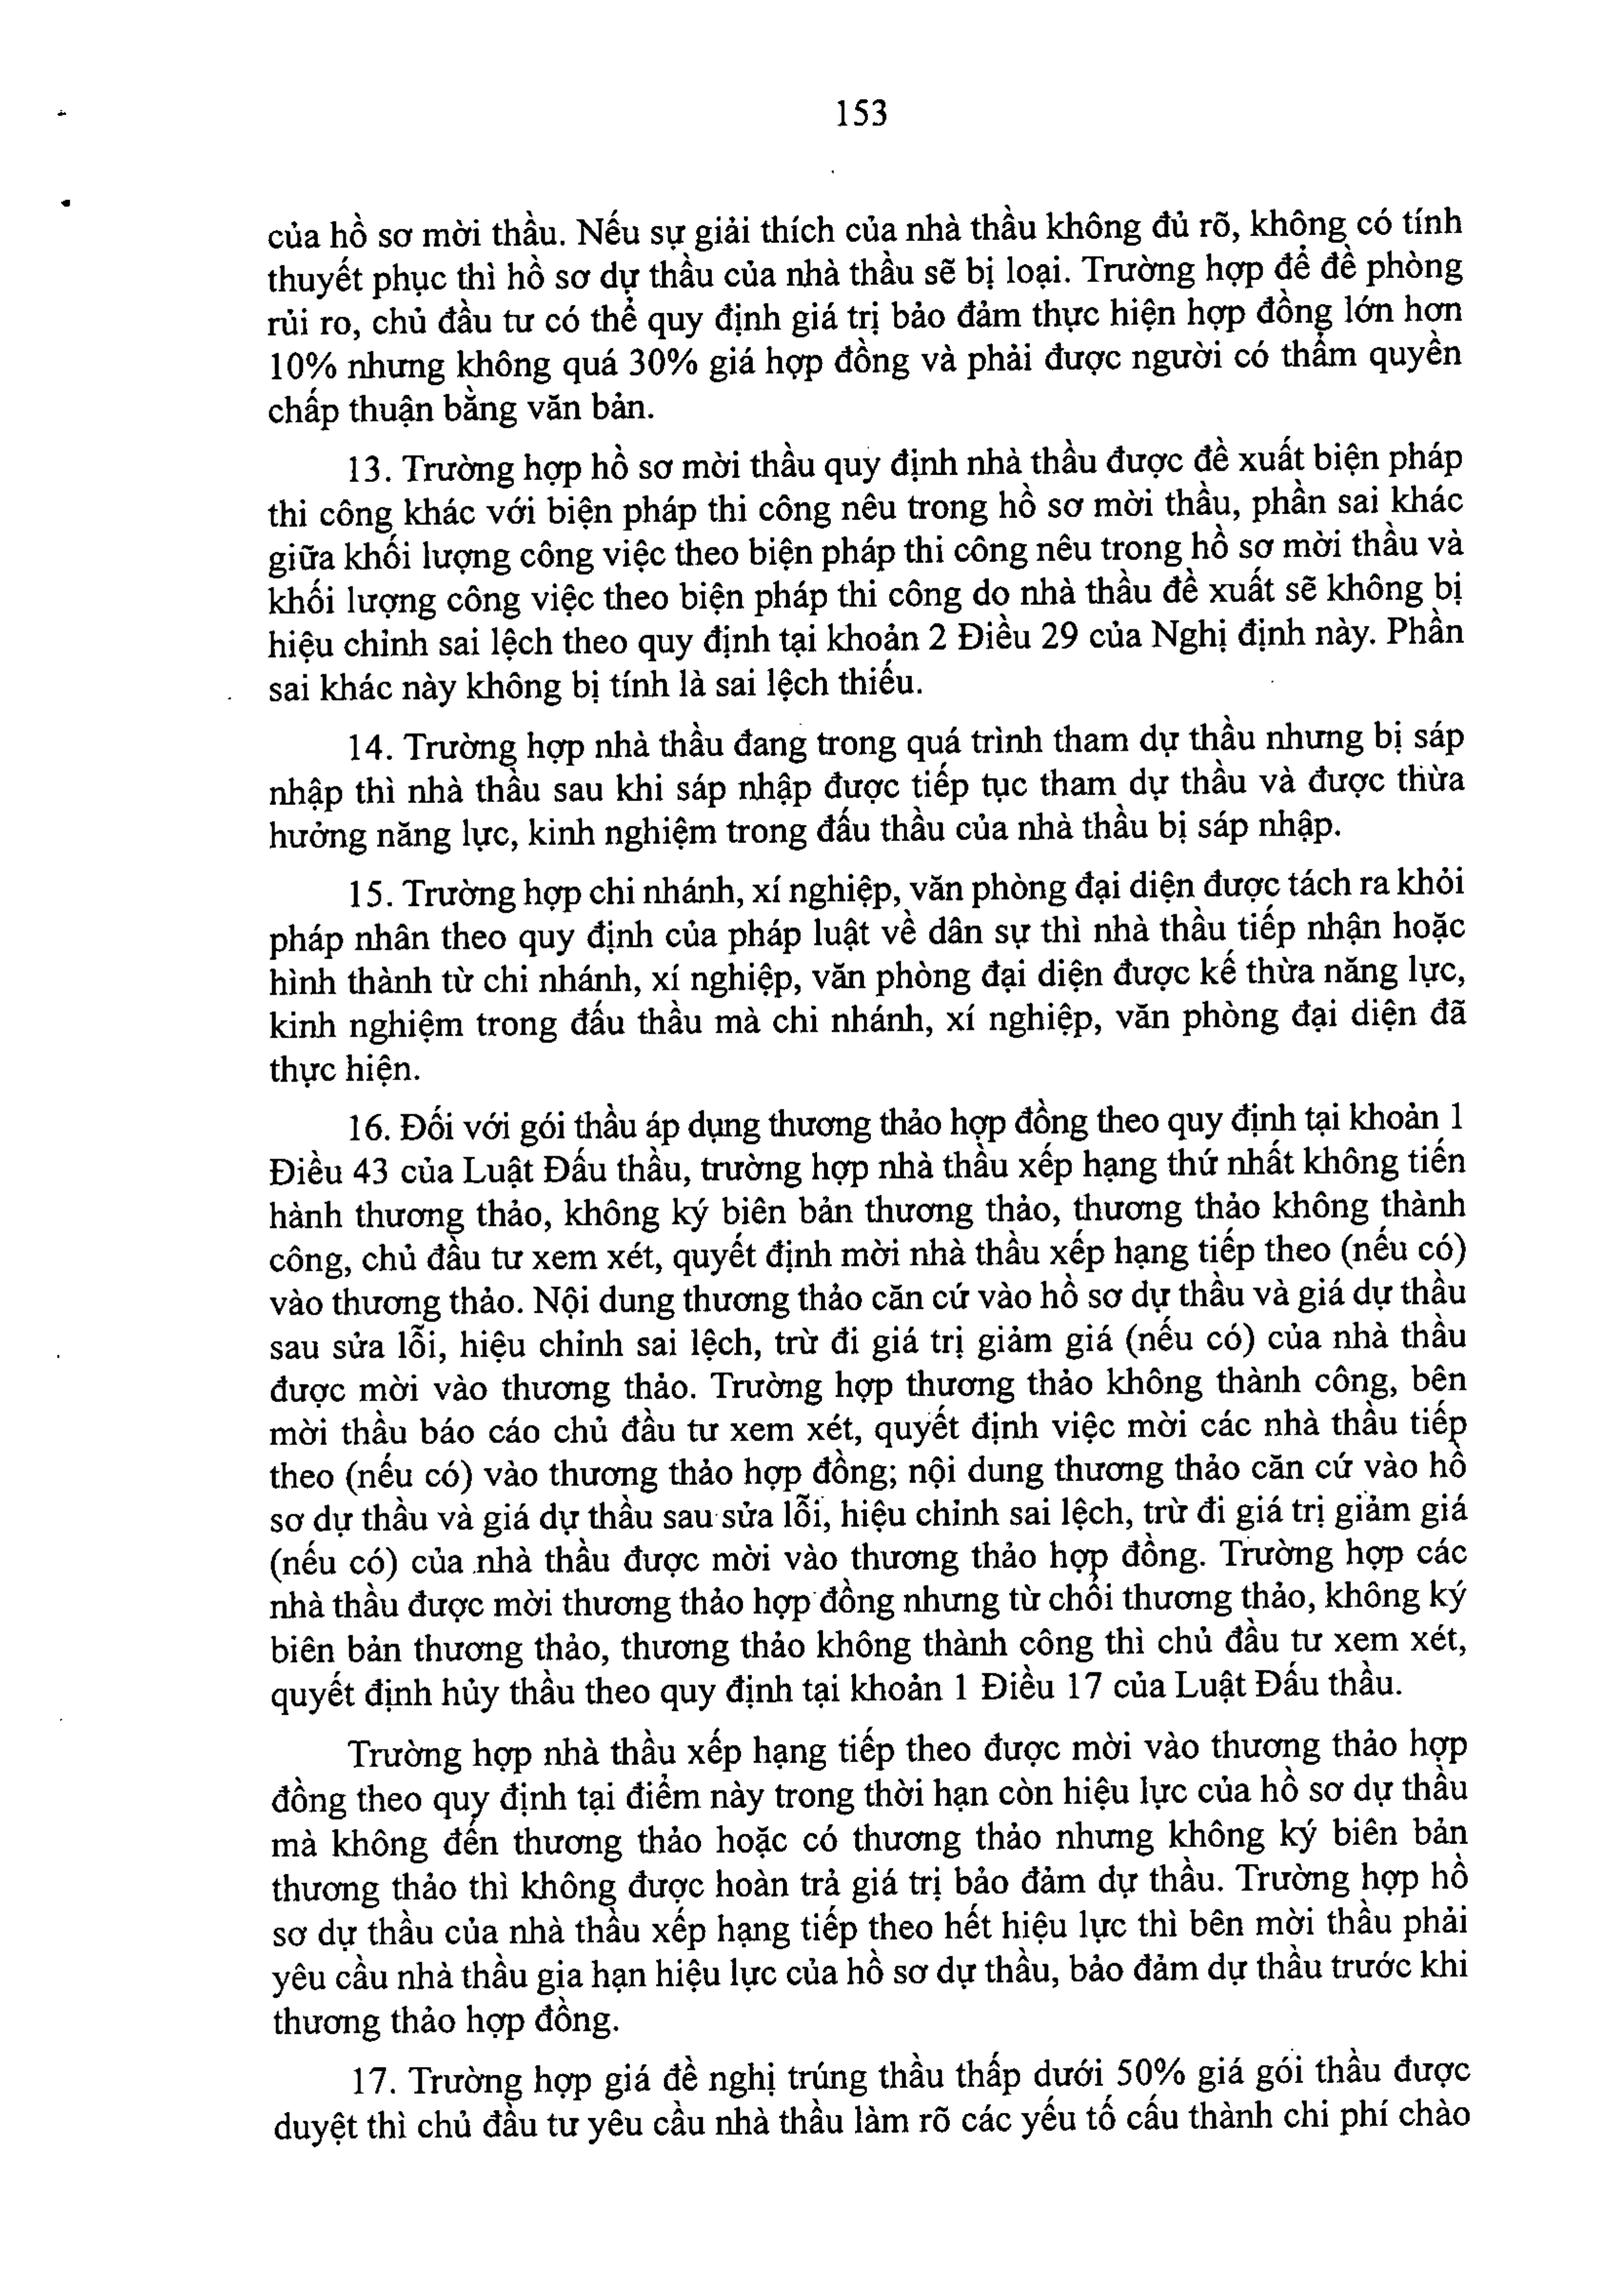 153
của hồ sơ mời thầu. Nếu sự giải thích của nhà thầu không đủ rõ, không có tính
thuyết phục thì hồ sơ dự thầu của nhà thầu sẽ bị loại. Trường hợp để đề phòng
rủi ro, chủ đầu tư có thể quy định giá trị bảo đảm thực hiện hợp đồng lớn hơn
10% nhưng không quá 30% giá hợp đồng và phải được người có thẩm quyền
chấp thuận bằng văn bản.
13. Trường hợp hồ sơ mời thầu quy định nhà thầu được đề xuất biện pháp
thi công khác với biện pháp thi công nêu trong hồ sơ mời thầu, phần sai khác
giữa khối lượng công việc theo biện pháp thi công nêu trong hồ sơ mời thầu và
khối lượng công việc theo biện pháp thi công do nhà thầu đề xuất sẽ không bị
hiệu chỉnh sai lệch theo quy định tại khoản 2 Điều 29 của Nghị định này. Phần
sai khác này không bị tính là sai lệch thiếu.
14. Trường hợp nhà thầu đang trong quá trình tham dự thầu nhưng bị sáp
nhập thì nhà thầu sau khi sáp nhập được tiếp tục tham dự thầu và được thừa
hưởng năng lực, kinh nghiệm trong đấu thầu của nhà thầu bị sáp nhập.
15. Trường hợp chi nhánh, xí nghiệp, văn phòng đại diện được tách ra khỏi
pháp nhân theo quy định của pháp luật về dân sự thì nhà thầu tiếp nhận hoặc
hình thành từ chi nhánh, xí nghiệp, văn phòng đại diện được kế thừa năng lực,
kinh nghiệm trong đấu thầu mà chi nhánh, xí nghiệp, văn phòng đại diện đã
thực hiện.
16. Đối với gói thầu áp dụng thương thảo hợp đồng theo quy định tại khoản 1
Điều 43 của Luật Đấu thầu, trường hợp nhà thầu xếp hạng thứ nhất không tiến
hành thương thảo, không ký biên bản thương thảo, thương thảo không thành
công, chủ đầu tư xem xét, quyết định mời nhà thầu xếp hạng tiếp theo (nếu có)
vào thương thảo. Nội dung thương thảo căn cứ vào hồ sơ dự thầu và giá dự thầu
sau sửa lỗi, hiệu chỉnh sai lệch, trừ đi giá trị giảm giá (nếu có) của nhà thầu
được mời vào thương thảo. Trường hợp thương thảo không thành công, bên
mời thầu báo cáo chủ đầu tư xem xét, quyết định việc mời các nhà thầu tiếp
theo (nếu có) vào thương thảo hợp đồng; nội dung thương thảo căn cứ vào hồ
sơ dự thầu và giá dự thầu sau sửa lỗi, hiệu chỉnh sai lệch, trừ đi giá trị giảm giá
(nếu có) của nhà thầu được mời vào thương thảo hợp đồng. Trường hợp các
nhà thầu được mời thương thảo hợp đồng nhưng từ chối thương thảo, không ký
biên bản thương thảo, thương thảo không thành công thì chủ đầu tư xem xét,
quyết định hủy thầu theo quy định tại khoản 1 Điều 17 của Luật Đấu thầu.
Trường hợp nhà thầu xếp hạng tiếp theo được mời vào thương thảo hợp
đồng theo quy định tại điểm này trong thời hạn còn hiệu lực của hồ sơ dự thầu
mà không đến thương thảo hoặc có thương thảo nhưng không ký biên bản
thương thảo thì không được hoàn trả giá trị bảo đảm dự thầu. Trường hợp hồ
sơ dự thầu của nhà thầu xếp hạng tiếp theo hết hiệu lực thì bên mời thầu phải
yêu cầu nhà thầu gia hạn hiệu lực của hồ sơ dự thầu, bảo đảm dự thầu trước khi
thương thảo hợp đồng.
17. Trường hợp giá đề nghị trúng thầu thấp dưới 50% giá gói thầu được
duyệt thì chủ đầu tư yêu cầu nhà thầu làm rõ các yếu tố cấu thành chi phí chào